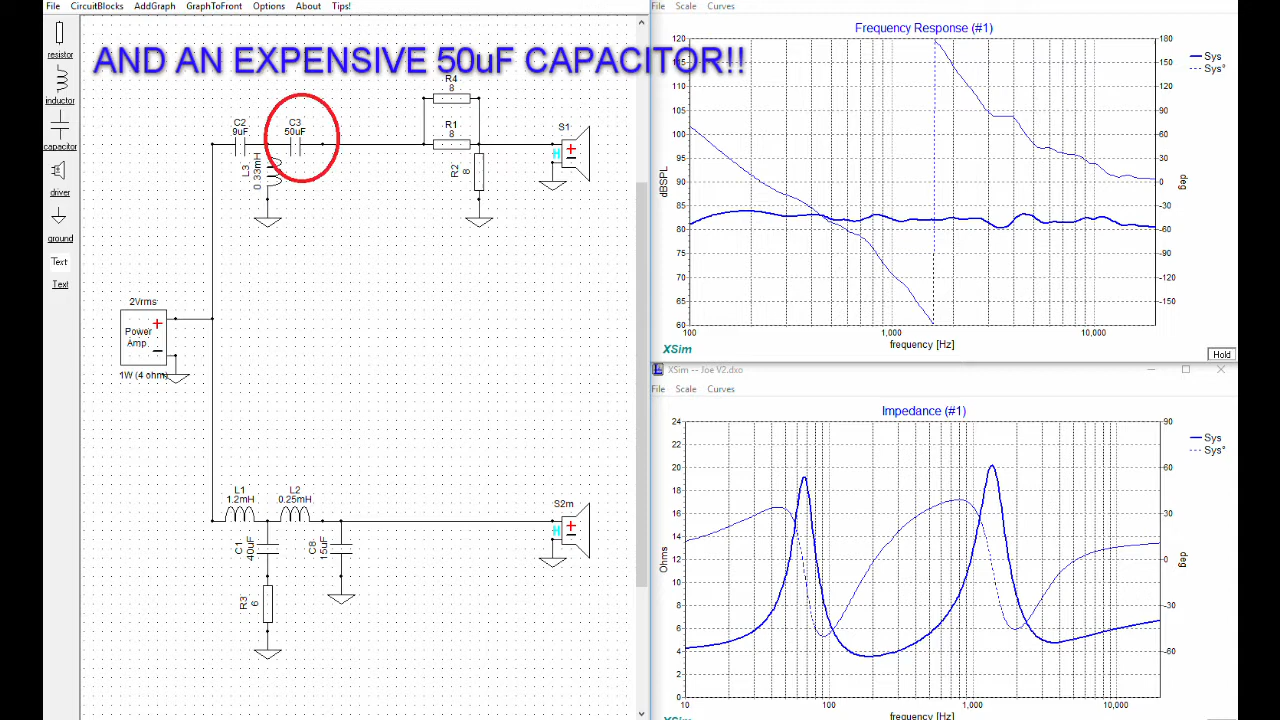 File CircuitBlocks AddGraph GraphToFront Options About Tips!
AND AN EXPENSIVE 50uF CAPACITOR!!
resistor
inductor
capacitor
driver
ground
Text
Text
R4
8
C2
9uF
C3
50uF
R1
8
S1
L3
0.33mH
R2
8
2Vrms
Power
Amp
1W (4 ohm)
L1
1.2mH
L2
0.25mH
S2m
C1
40uF
C8
15uF
R3
6
File Scale Curves
Frequency Response (#1)
120
115
110
105
100
95
90
85
80
75
70
65
60
dBSPL
180
150
120
90
60
30
0
-30
-60
-90
-120
-150
deg
Sys
Sys°
100 1,000 10,000
frequency [Hz]
XSim
Hold
XSim -- Joe V2.dxo
File Scale Curves
Impedance (#1)
24
22
20
18
16
14
12
10
8
6
4
2
0
Ohms
90
60
30
0
-30
-60
deg
Sys
Sys°
10 100 1,000 10,000
frequency [Hz]
XSim